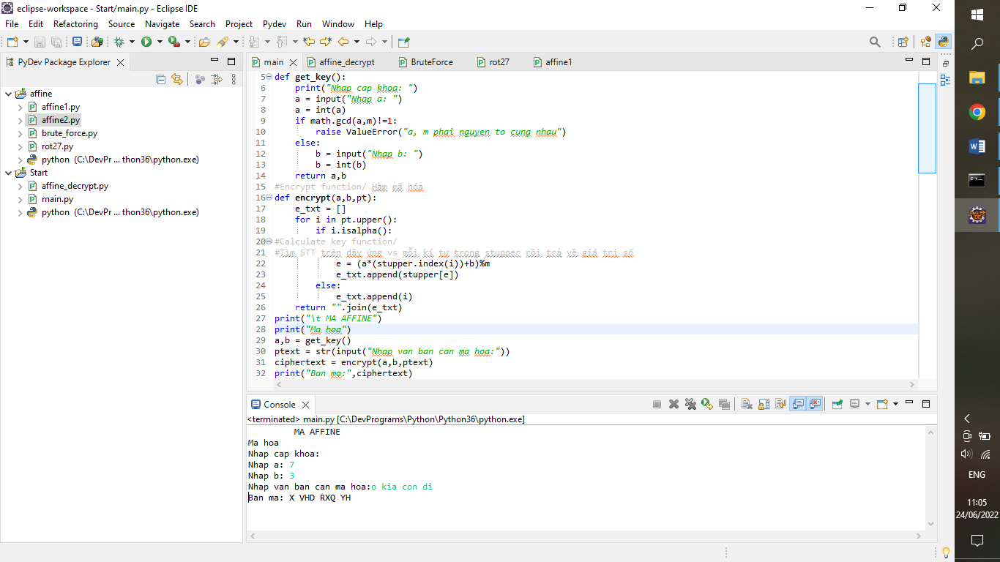 eclipse-workspace - Start/main.py - Eclipse IDE
File Edit Refactoring Source Navigate Search Project Pydev Run Window Help
PyDev Package Explorer
affine
affine1.py
affine2.py
brute_force.py
rot27.py
python (C:\DevPr ... thon36\python.exe)
Start
affine_decrypt.py
main.py
python (C:\DevPr ... thon36\python.exe)
main affine_decrypt BruteForce rot27 affine1
5 def get_key():
6 print("Nhap cap khoa: ")
7 a = input("Nhap a: ")
8 a = int(a)
9 if math.gcd(a,m)!=1:
10 raise ValueError("a, m phai nguyen to cung nhau")
11 else:
12 b = input("Nhap b: ")
13 b = int(b)
14 return a,b
15 #Encrypt function/ Hàm mã hóa
16 def encrypt(a,b,pt):
17 e_txt = []
18 for i in pt.upper():
19 if i.isalpha():
20 #Calculate key function/
21 #Tìm STT trên dãy ứng vs mỗi kí tự trong stupper rồi trả về giá trị số
22 e = (a*(stupper.index(i))+b)%m
23 e_txt.append(stupper[e])
24 else:
25 e_txt.append(i)
26 return "".join(e_txt)
27 print("\t MA AFFINE")
28 print("Ma hoa")
29 a,b = get_key()
30 ptext = str(input("Nhap van ban can ma hoa:"))
31 ciphertext = encrypt(a,b,ptext)
32 print("Ban ma:",ciphertext)
Console
<terminated> main.py [C:\DevPrograms\Python\Python36\python.exe]
MA AFFINE
Ma hoa
Nhap cap khoa:
Nhap a: 7
Nhap b: 3
Nhap van ban can ma hoa:o kia con di
Ban ma: X VHD RXQ YH
ENG
11:05
24/06/2022